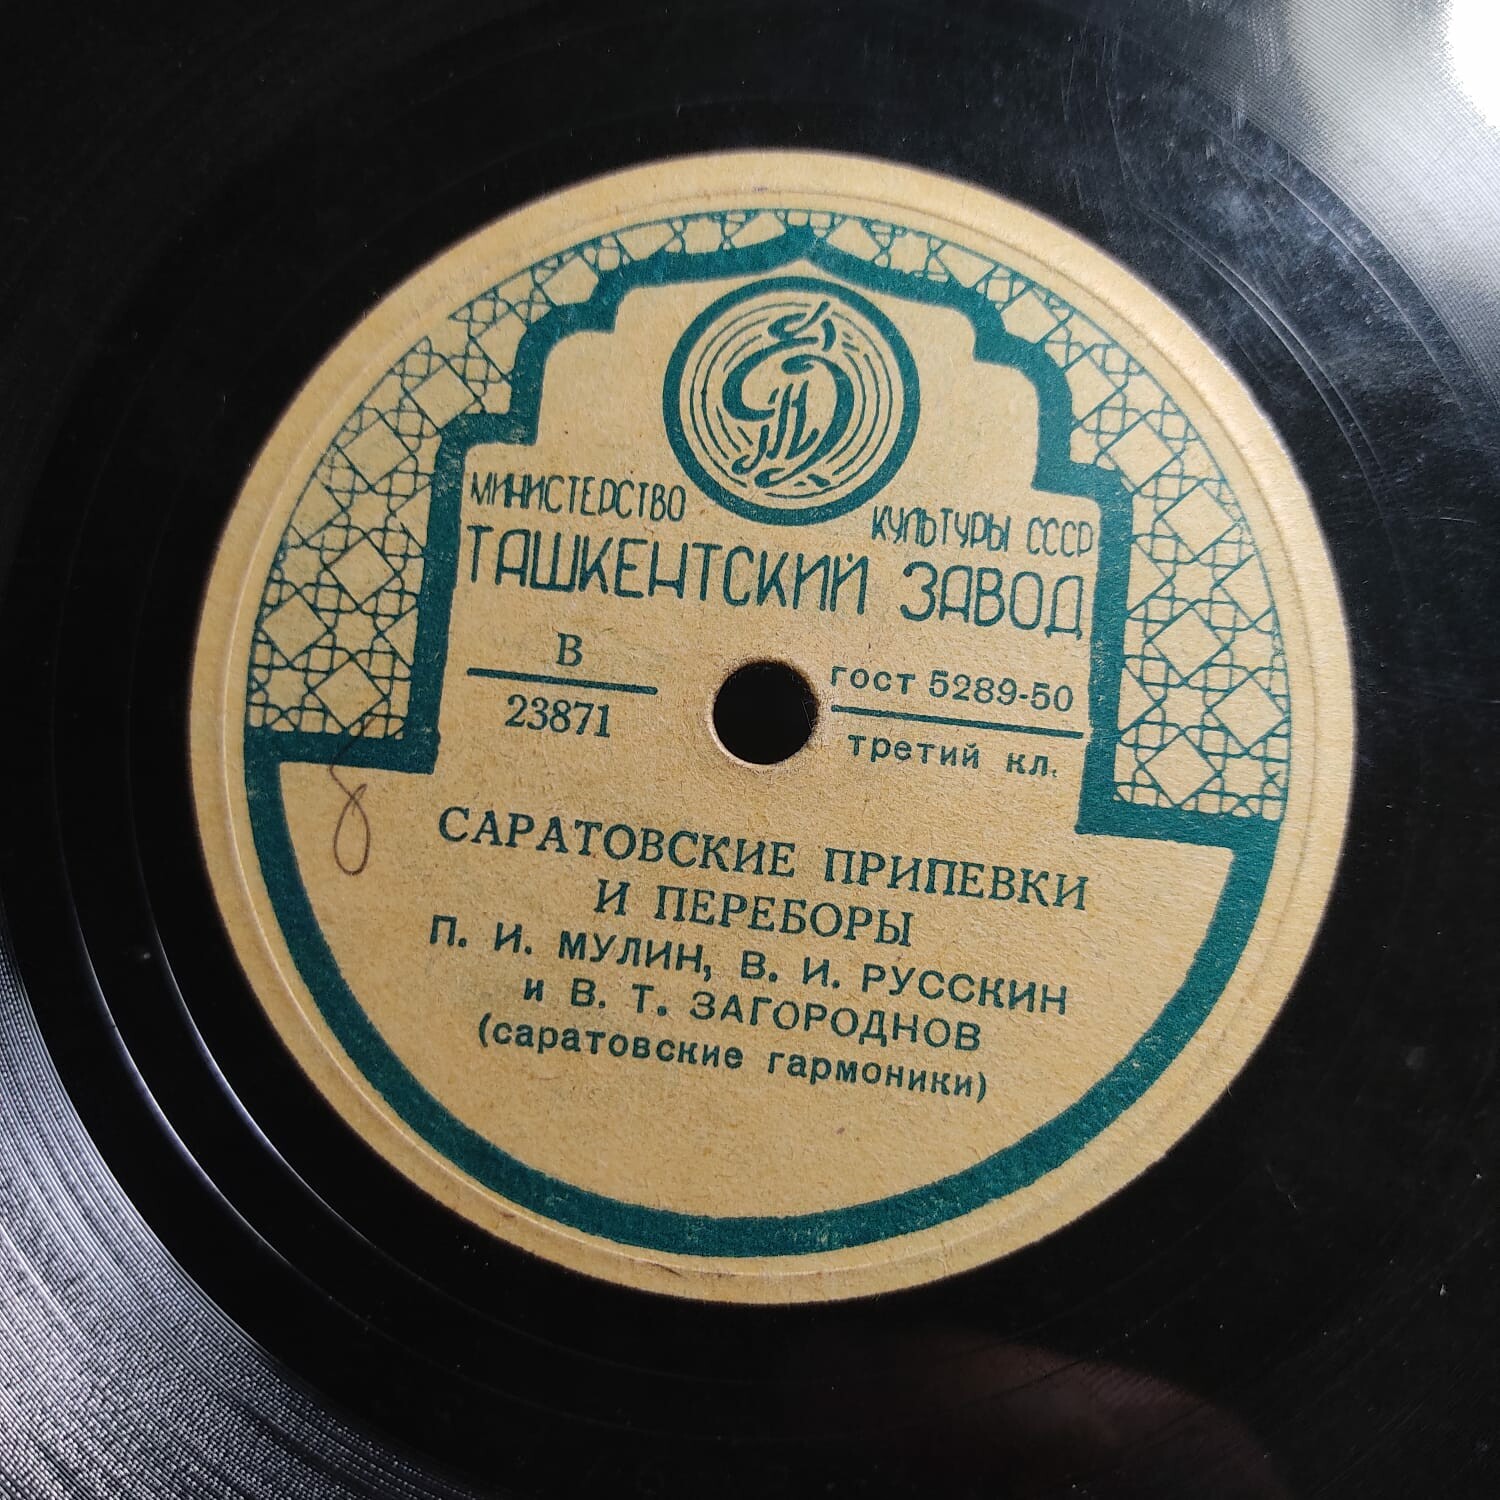 МИНИСТЕРСТВО КУЛЬТУРЫ СССР
ТАШКЕНТСКИЙ ЗАВОД
В
23871
ГОСТ 5289-50
третий кл.
САРАТОВСКИЕ ПРИПЕВКИ
И ПЕРЕБОРЫ
П. И. МУЛИН, В. И. РУССКИН
и В. Т. ЗАГОРОДНОВ
(саратовские гармоники)
8